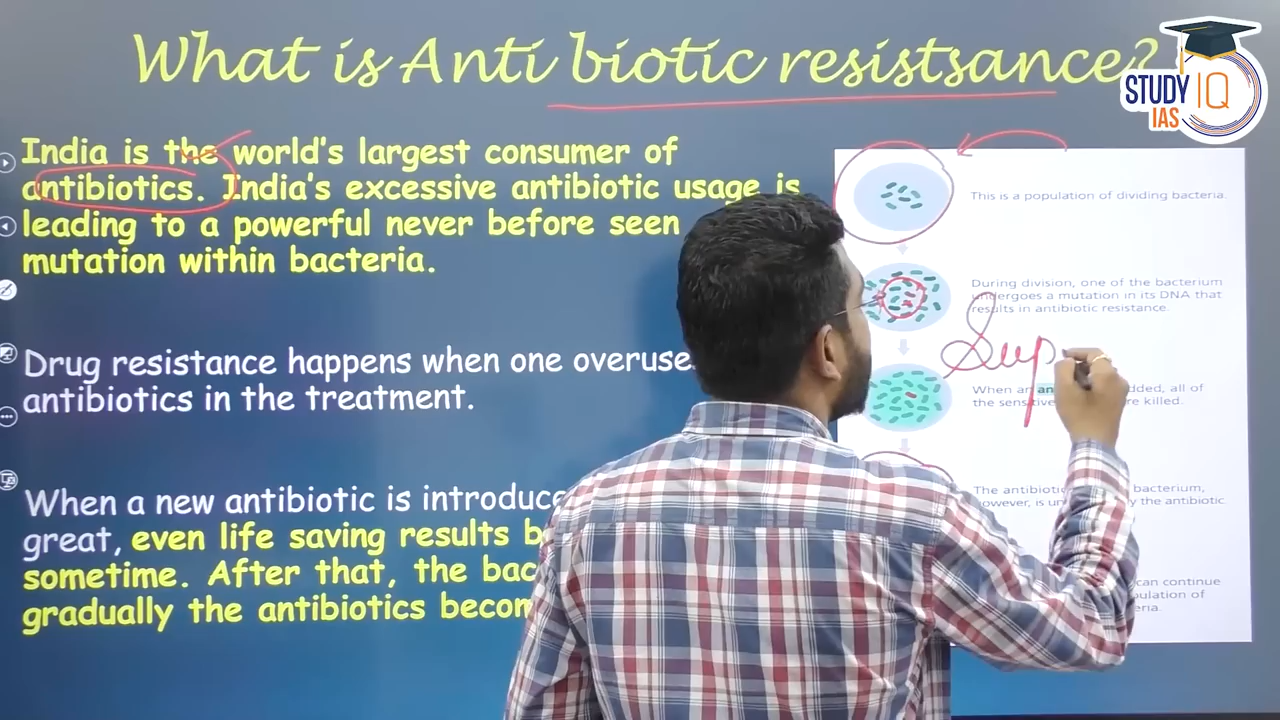 What is Anti biotic resistsance?
STUDY IQ
IAS
India is the world's largest consumer of
antibiotics. India's excessive antibiotic usage is
leading to a powerful never before seen
mutation within bacteria.
Drug resistance happens when one overuse
antibiotics in the treatment.
When a new antibiotic is introduce
great, even life saving results b
sometime. After that, the bac
gradually the antibiotics becom
This is a population of dividing bacteria.
During division, one of the bacterium
undergoes a mutation in its DNA that
results in antibiotic resistance.
Sup
When an an dded, all of
the sensitive re killed.
The antibiotic bacterium,
however, is un y the antibiotic.
can continue
pulation of
eria.